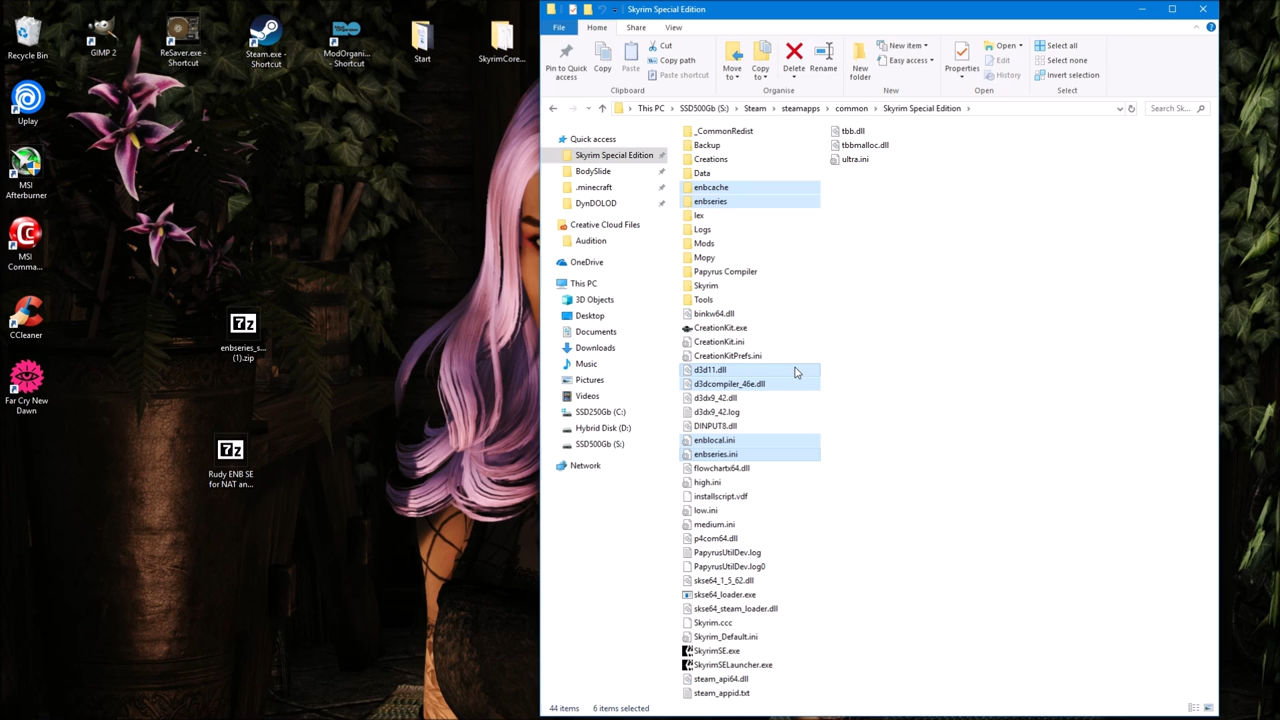 Recycle Bin
GIMP 2
ReSaver.exe -
Shortcut
Steam.exe -
Shortcut
ModOrgani...
- Shortcut
Start
SkyrimCore...
Uplay
MSI
Afterburner
MSI
Comma...
CCleaner
Far Cry New
Dawn
7z
enbseries_s...
(1).zip
7z
Rudy ENB SE
for NAT an...
Skyrim Special Edition
File
Home
Share
View
Pin to Quick
access
Copy
Paste
Cut
Copy path
Paste shortcut
Clipboard
Move
to
Copy
to
Delete
Rename
Organise
New
folder
New item
Easy access
New
Properties
Open
Edit
History
Open
Select all
Select none
Invert selection
Select
This PC > SSD500Gb (S:) > Steam > steamapps > common > Skyrim Special Edition >
Search Sk...
Quick access
Skyrim Special Edition
BodySlide
.minecraft
DynDOLOD
Creative Cloud Files
Audition
OneDrive
This PC
3D Objects
Desktop
Documents
Downloads
Music
Pictures
Videos
SSD250Gb (C:)
Hybrid Disk (D:)
SSD500Gb (S:)
Network
_CommonRedist
Backup
Creations
Data
enbcache
enbseries
lex
Logs
Mods
Mopy
Papyrus Compiler
Skyrim
Tools
binkw64.dll
CreationKit.exe
CreationKit.ini
CreationKitPrefs.ini
d3d11.dll
d3dcompiler_46e.dll
d3dx9_42.dll
d3dx9_42.log
DINPUT8.dll
enblocal.ini
enbseries.ini
flowchartx64.dll
high.ini
installscript.vdf
low.ini
medium.ini
p4com64.dll
PapyrusUtilDev.log
PapyrusUtilDev.log0
skse64_1_5_62.dll
skse64_loader.exe
skse64_steam_loader.dll
Skyrim.ccc
Skyrim_Default.ini
SkyrimSE.exe
SkyrimSELauncher.exe
steam_api64.dll
steam_appid.txt
tbb.dll
tbbmalloc.dll
ultra.ini
44 items
6 items selected